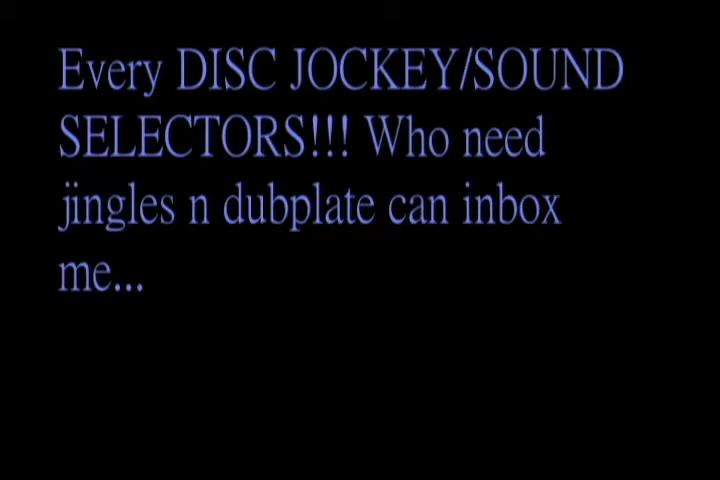 Every DISC JOCKEY/SOUND
SELECTORS!!! Who need
jingles n dubplate can inbox
me...